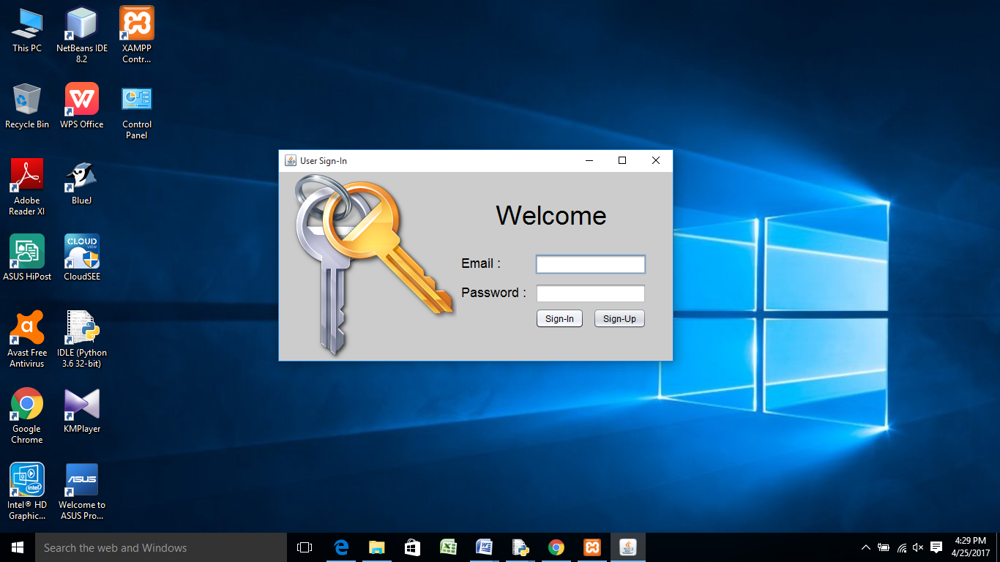 This PC
NetBeans IDE
8.2
XAMPP
Contr...
Recycle Bin
WPS Office
Control
Panel
Adobe
Reader XI
BlueJ
ASUS HiPost
CLOUD
VIEW
CloudSEE
Avast Free
Antivirus
IDLE (Python
3.6 32-bit)
Google
Chrome
KMPlayer
intel
Intel® HD
Graphic...
ASUS
Welcome to
ASUS Pro...
User Sign-In
Welcome
Email :
Password :
Sign-In
Sign-Up
Search the web and Windows
4:29 PM
4/25/2017